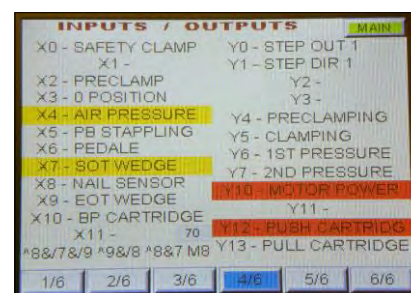 INPUTS / OUTPUTS
MAIN
X0 - SAFETY CLAMP
X1 -
X2 - PRECLAMP
X3 - 0 POSITION
X4 - AIR PRESSURE
X5 - PB STAPPLING
X6 - PEDALE
X7 - SOT WEDGE
X8 - NAIL SENSOR
X9 - EOT WEDGE
X10 - BP CARTRIDGE
X11 - 70
^8&/7&/9 ^9&/8 ^8&7 M8
Y0 - STEP OUT 1
Y1 - STEP DIR 1
Y2 -
Y3 -
Y4 - PRECLAMPING
Y5 - CLAMPING
Y6 - 1ST PRESSURE
Y7 - 2ND PRESSURE
Y10 - MOTOR POWER
Y11 -
Y12 - PUSH CARTRIDG
Y13 - PULL CARTRIDGE
1/6 2/6 3/6 4/6 5/6 6/6